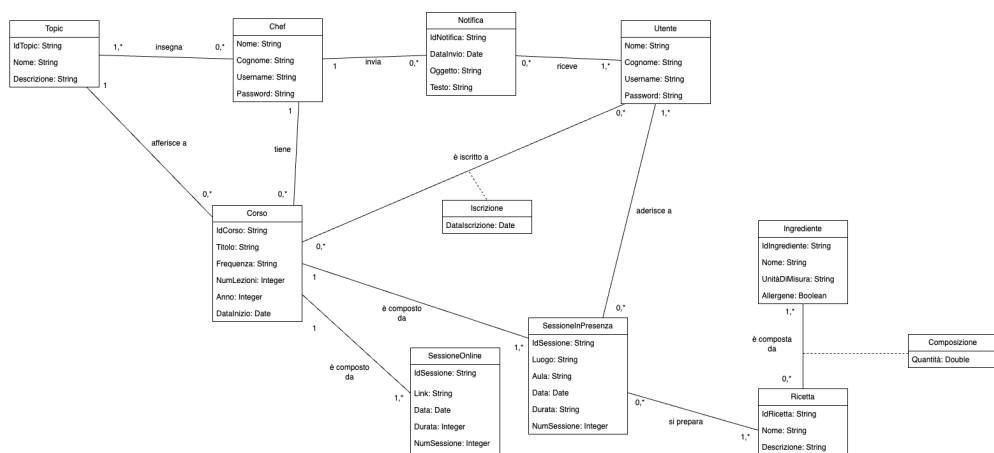 Topic
IdTopic: String
Nome: String
Descrizione: String
1,*
insegna
0,*
1
Chef
Nome: String
Cognome: String
Username: String
Password: String
1
invia
0,*
1
Notifica
IdNotifica: String
DataInvio: Date
Oggetto: String
Testo: String
0,*
riceve
1,*
Utente
Nome: String
Cognome: String
Username: String
Password: String
0,*
1,*
afferisce a
tiene
è iscritto a
0,*
0,*
Iscrizione
DataIscrizione: Date
aderisce a
Corso
IdCorso: String
Titolo: String
Frequenza: String
NumLezioni: Integer
Anno: Integer
DataInizio: Date
0,*
1
1
è composto
da
1,*
è composto
da
1,*
0,*
SessioneOnline
IdSessione: String
Link: String
Data: Date
Durata: Integer
NumSessione: Integer
SessioneInPresenza
IdSessione: String
Luogo: String
Aula: String
Data: Date
Durata: String
NumSessione: Integer
0,*
si prepara
1,*
Ingrediente
IdIngrediente: String
Nome: String
UnitàDiMisura: String
Allergene: Boolean
1,*
è composta
da
0,*
Composizione
Quantità: Double
Ricetta
IdRicetta: String
Nome: String
Descrizione: String